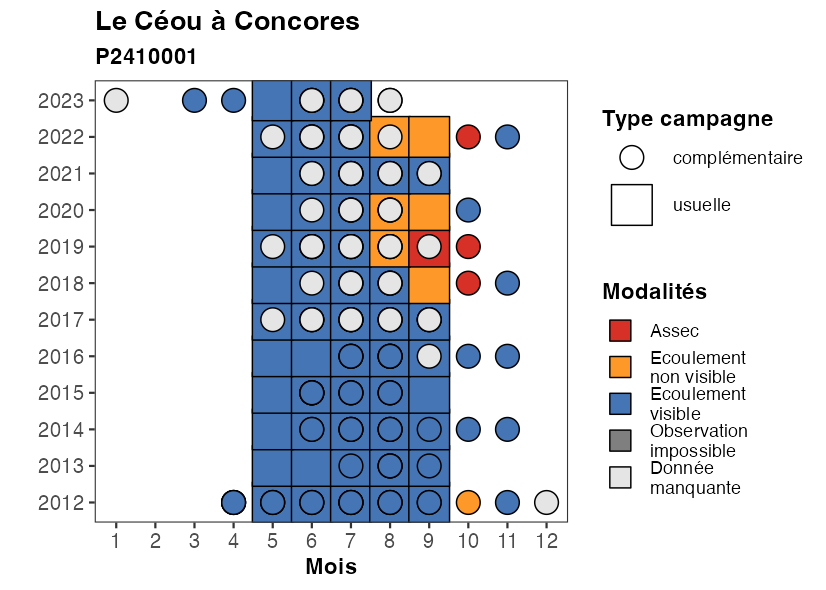 Le Céou à Concores
P2410001
2023
2022
2021
2020
2019
2018
2017
2016
2015
2014
2013
2012
1 2 3 4 5 6 7 8 9 10 11 12
Mois
Type campagne
complémentaire
usuelle
Modalités
Assec
Ecoulement
non visible
Ecoulement
visible
Observation
impossible
Donnée
manquante